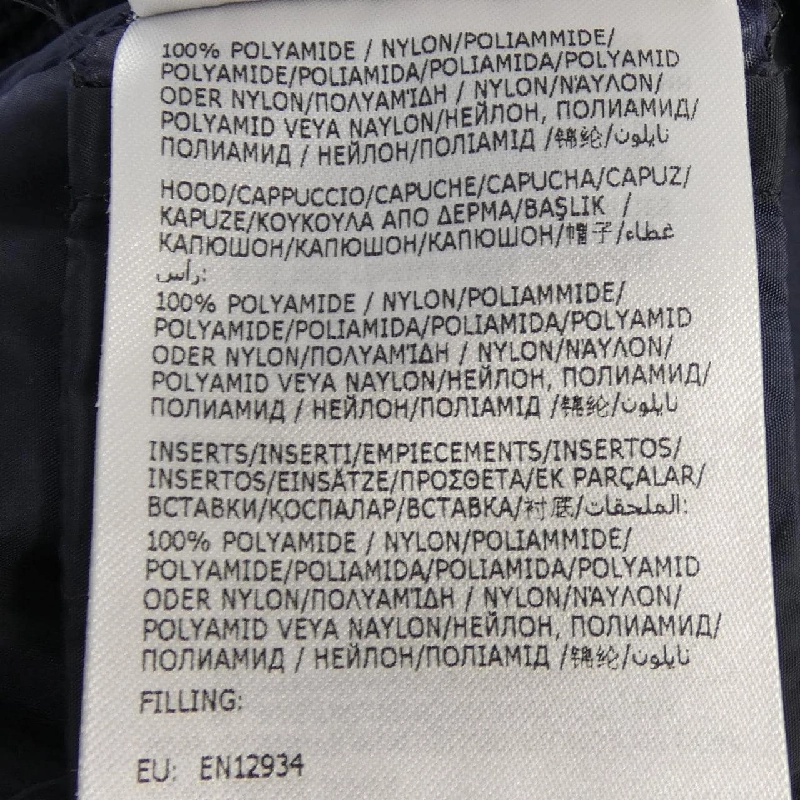 100% POLYAMIDE / NYLON/POLIAMMIDE/
POLYAMIDE/POLIAMIDA/POLIAMIDA/POLYAMID
ODER NYLON/ΠΟΛΥΑΜΊΔΗ / NYLON/ΝΆΥΛΟΝ/
POLYAMID VEYA NAYLON/НЕЙЛОН, ПОЛИАМИД/
ПОЛИАМИД / НЕЙЛОН/ПОЛІАМІД /锦纶/نايلون
HOOD/CAPPUCCIO/CAPUCHE/CAPUCHA/CAPUZ/
KAPUZE/ΚΟΥΚΟΥΛΑ ΑΠΟ ΔΕΡΜΑ/BAŞLIK /
КАПЮШОН/КАПЮШОН/КАПЮШОН/帽子/غطاء
رأس:
100% POLYAMIDE / NYLON/POLIAMMIDE/
POLYAMIDE/POLIAMIDA/POLIAMIDA/POLYAMID
ODER NYLON/ΠΟΛΥΑΜΊΔΗ / NYLON/ΝΆΥΛΟΝ/
POLYAMID VEYA NAYLON/НЕЙЛОН, ПОЛИАМИД/
ПОЛИАМИД / НЕЙЛОН/ПОЛІАМІД /锦纶/نايلون
INSERTS/INSERTI/EMPIECEMENTS/INSERTOS/
INSERTOS/EINSÄTZE/ΠΡΟΣΘΕΤΑ/EK PARÇALAR/
ВСТАВКИ/ҚОСПАЛАР/ВСТАВКА/衬底/الملحقات:
100% POLYAMIDE / NYLON/POLIAMMIDE/
POLYAMIDE/POLIAMIDA/POLIAMIDA/POLYAMID
ODER NYLON/ΠΟΛΥΑΜΊΔΗ / NYLON/ΝΆΥΛΟΝ/
POLYAMID VEYA NAYLON/НЕЙЛОН, ПОЛИАМИД/
ПОЛИАМИД / НЕЙЛОН/ПОЛІАМІД /锦纶/نايلون
FILLING:
EU: EN12934